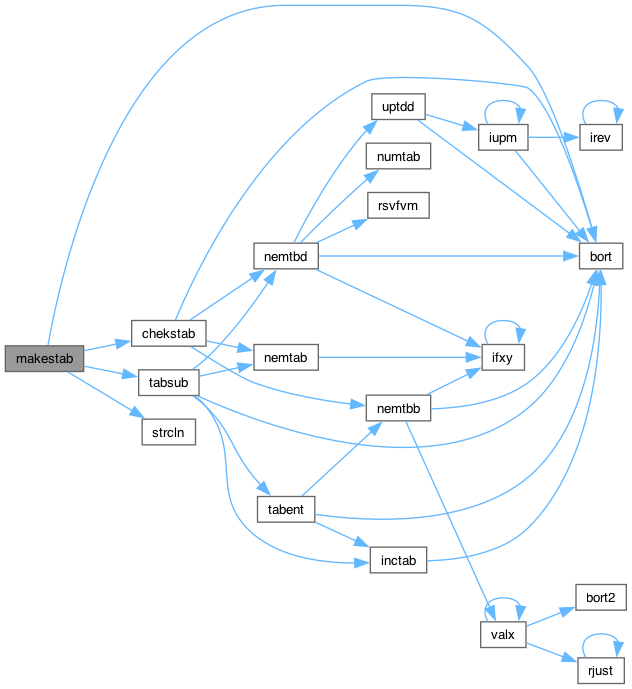 uptdd
iupm
irev
numtab
rsvfvm
nemtbd
bort
chekstab
makestab
nemtab
ifxy
tabsub
nemtbb
strcln
tabent
inctab
bort2
valx
rjust